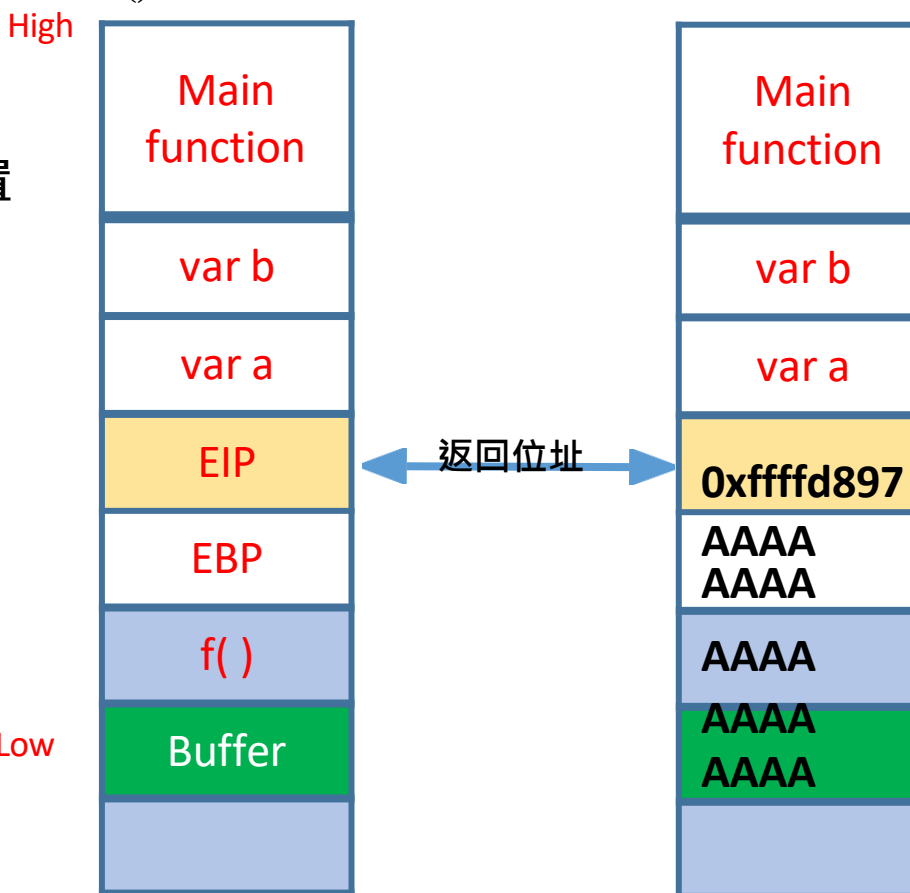 ()
High
置
Low
Main
function
var b
var a
EIP
EBP
f( )
Buffer
返回位址
Main
function
var b
var a
0xffffd897
AAAA
AAAA
AAAA
AAAA
AAAA